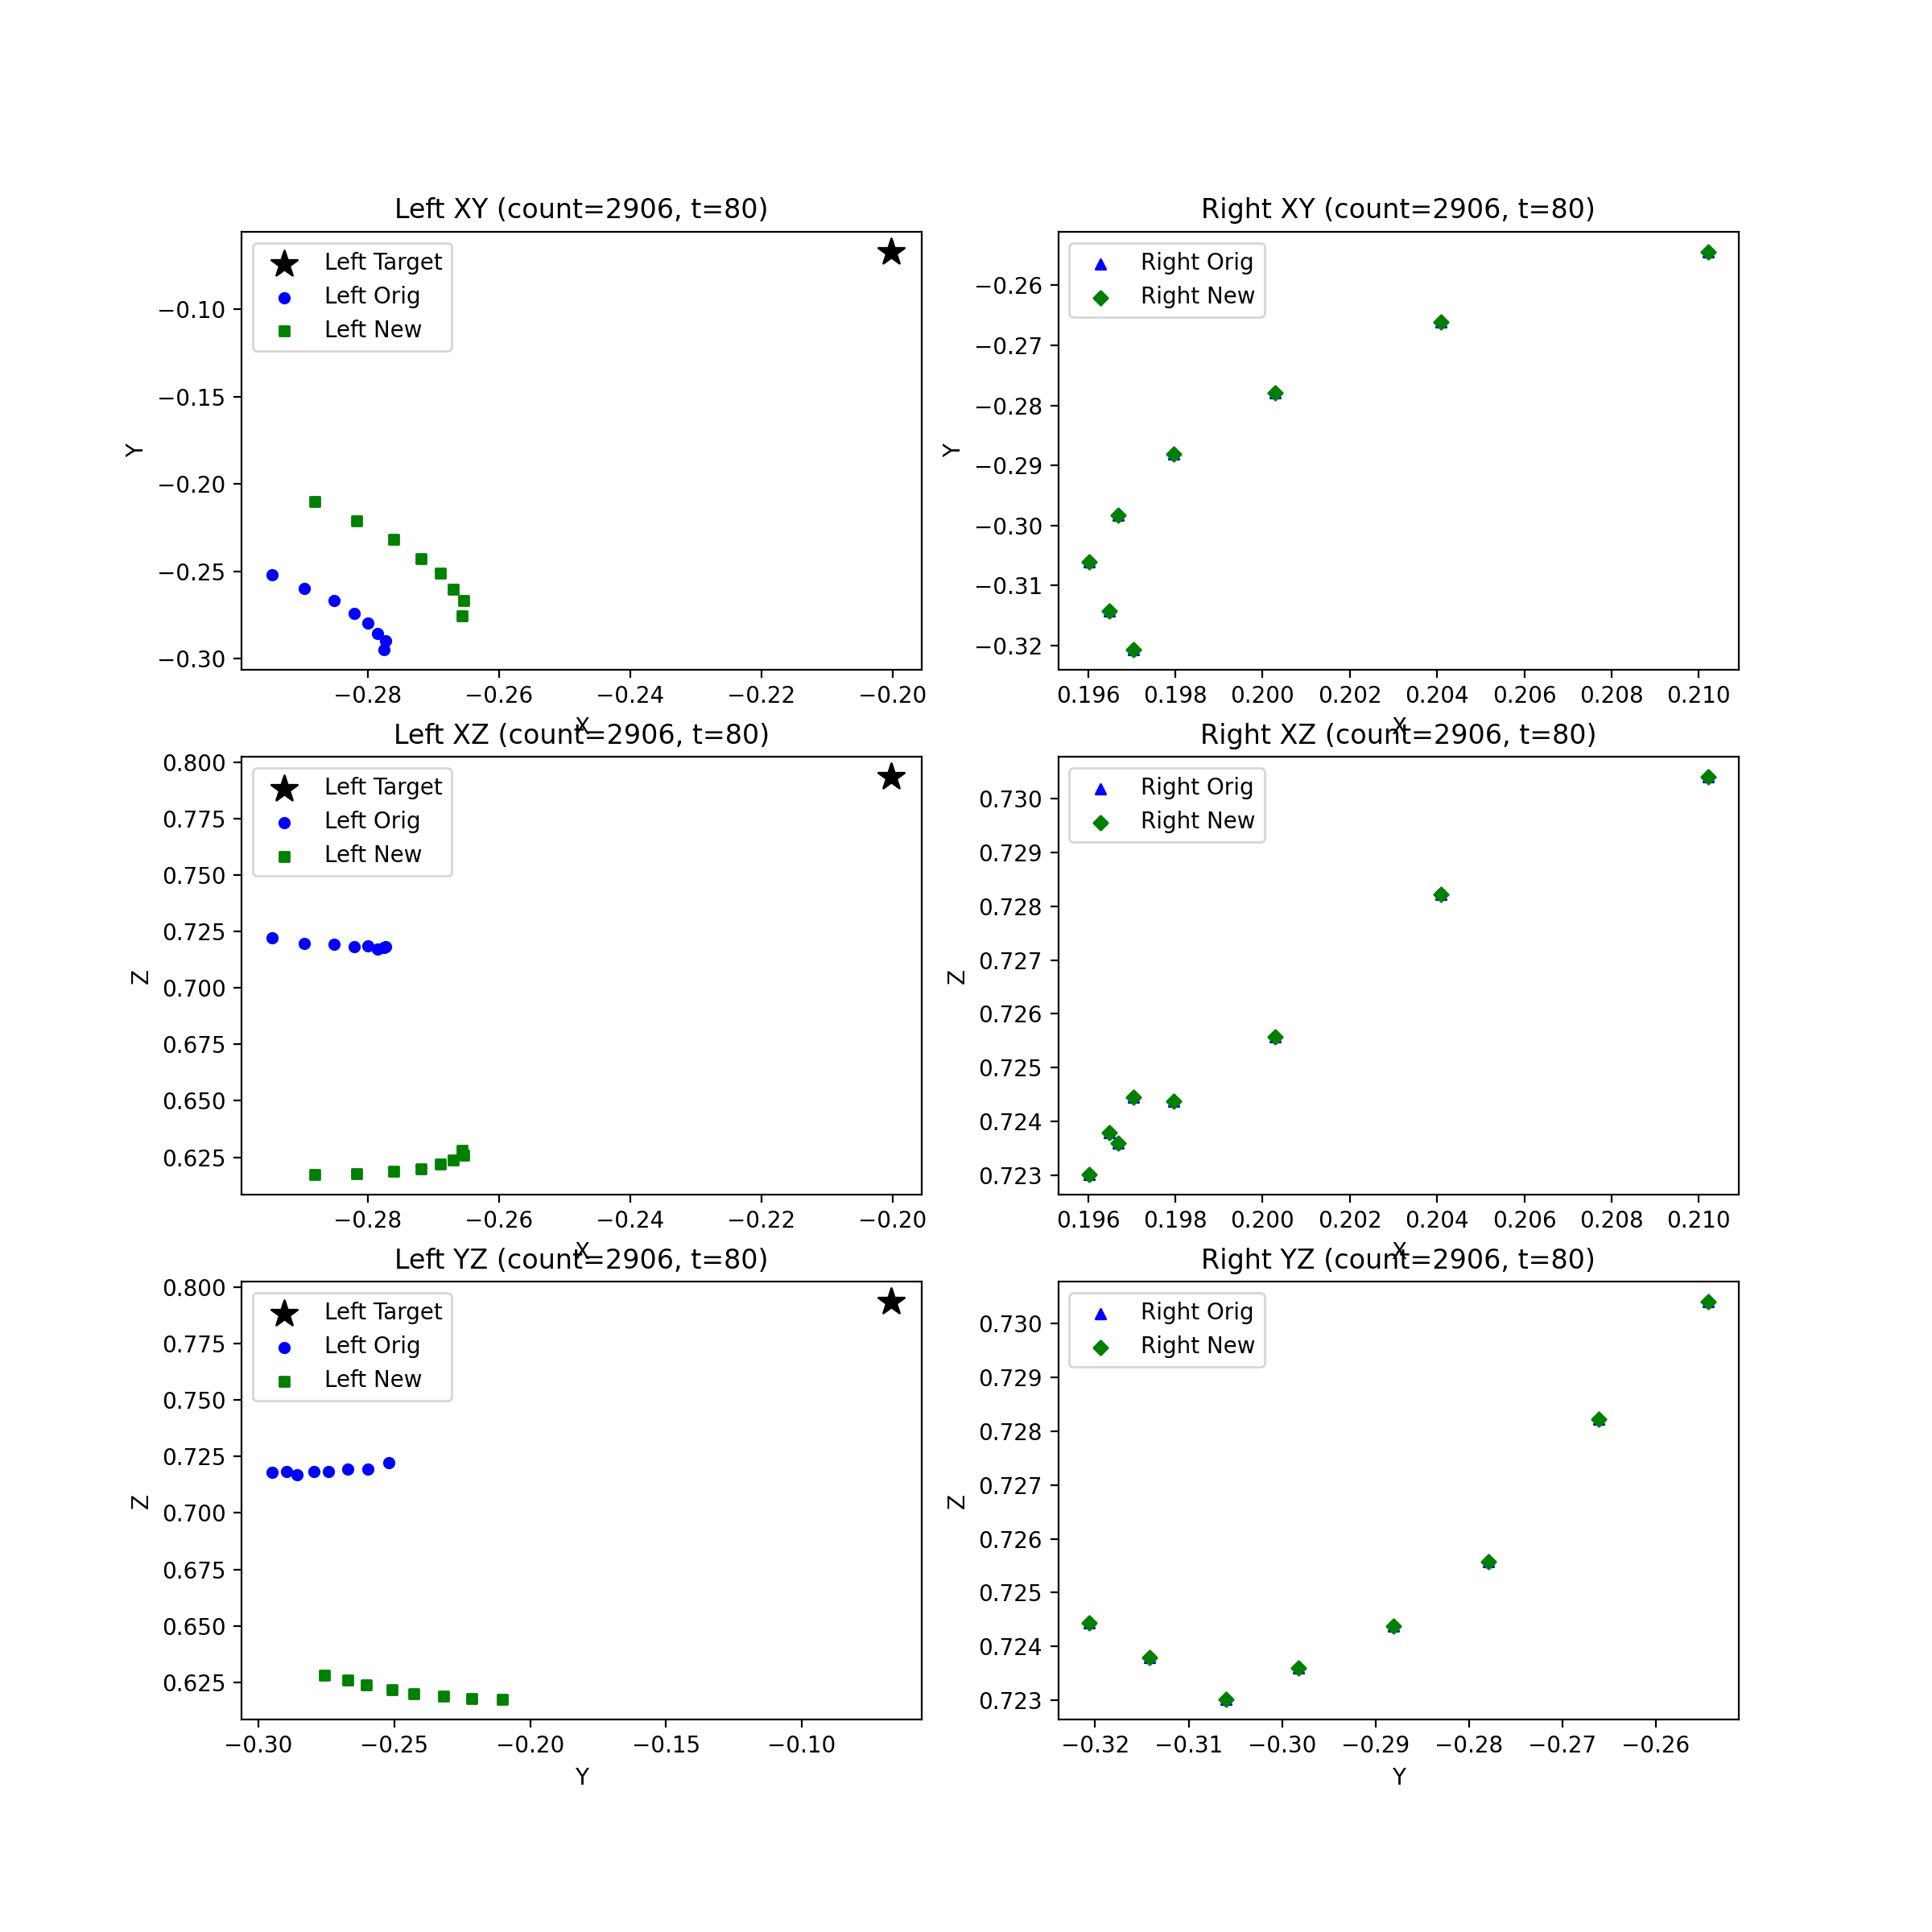 Left XY (count=2906, t=80)
Left Target
Left Orig
Left New
Y
−0.10
−0.15
−0.20
−0.25
−0.30
−0.28 −0.26 −0.24 −0.22 −0.20
X
Right XY (count=2906, t=80)
Right Orig
Right New
Y
−0.26
−0.27
−0.28
−0.29
−0.30
−0.31
−0.32
0.196 0.198 0.200 0.202 0.204 0.206 0.208 0.210
X
Left XZ (count=2906, t=80)
Left Target
Left Orig
Left New
Z
0.800
0.775
0.750
0.725
0.700
0.675
0.650
0.625
−0.28 −0.26 −0.24 −0.22 −0.20
X
Right XZ (count=2906, t=80)
Right Orig
Right New
Z
0.730
0.729
0.728
0.727
0.726
0.725
0.724
0.723
0.196 0.198 0.200 0.202 0.204 0.206 0.208 0.210
X
Left YZ (count=2906, t=80)
Left Target
Left Orig
Left New
Z
0.800
0.775
0.750
0.725
0.700
0.675
0.650
0.625
−0.30 −0.25 −0.20 −0.15 −0.10
Y
Right YZ (count=2906, t=80)
Right Orig
Right New
Z
0.730
0.729
0.728
0.727
0.726
0.725
0.724
0.723
−0.32 −0.31 −0.30 −0.29 −0.28 −0.27 −0.26
Y